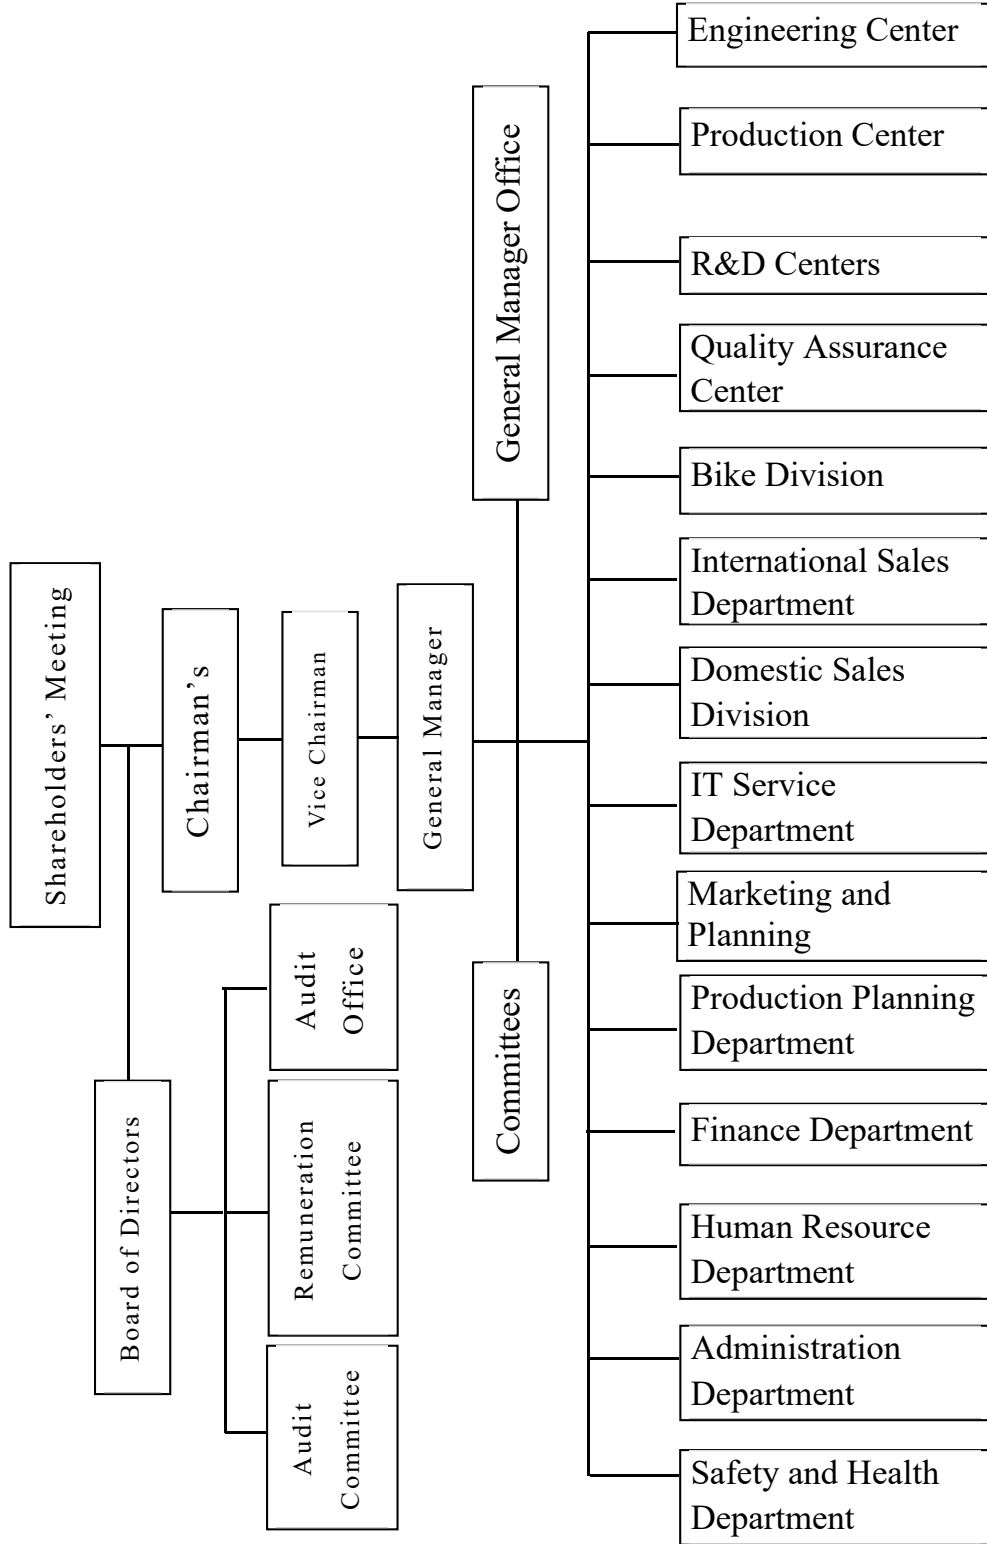 Shareholders’ Meeting
Chairman’s
Vice Chairman
General Manager
General Manager Office
Committees
Board of Directors
Audit
Office
Remuneration
Committee
Audit
Committee
Engineering Center
Production Center
R&D Centers
Quality Assurance
Center
Bike Division
International Sales
Department
Domestic Sales
Division
IT Service
Department
Marketing and
Planning
Production Planning
Department
Finance Department
Human Resource
Department
Administration
Department
Safety and Health
Department